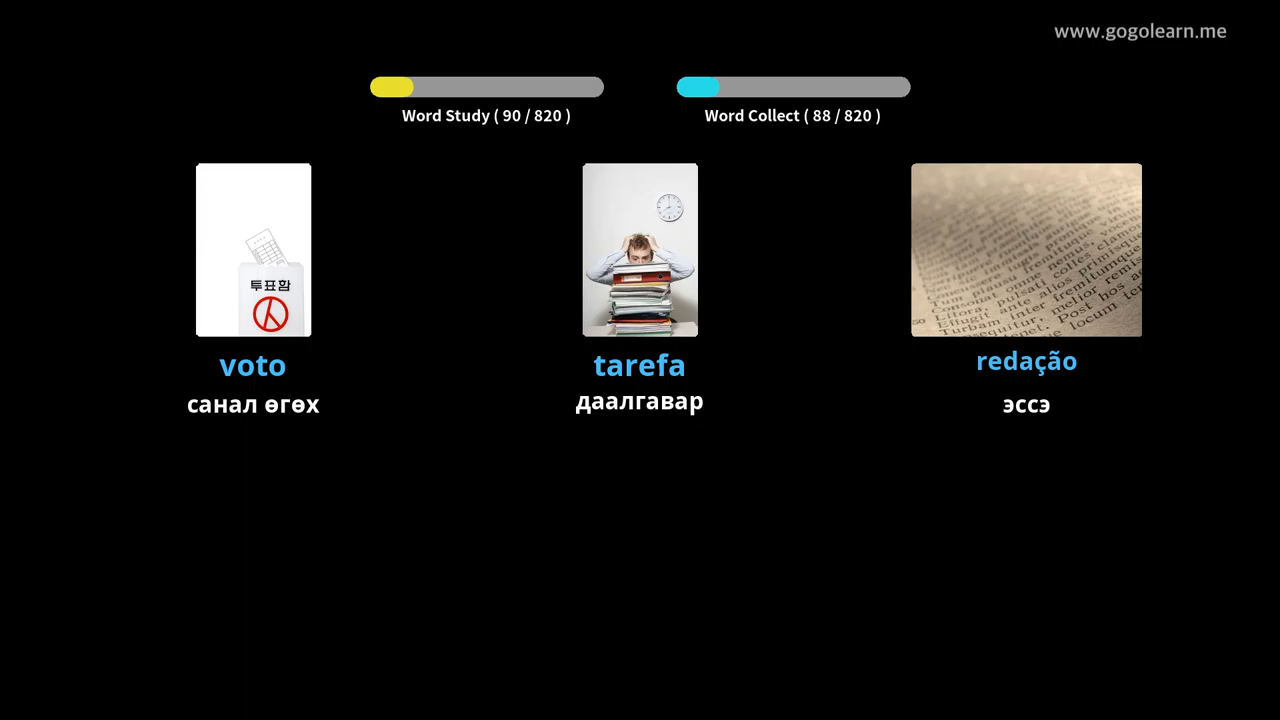 www.gogolearn.me
Word Study ( 90 / 820 )
Word Collect ( 88 / 820 )
투표함
voto
tarefa
redação
санал өгөх
даалгавар
эссэ